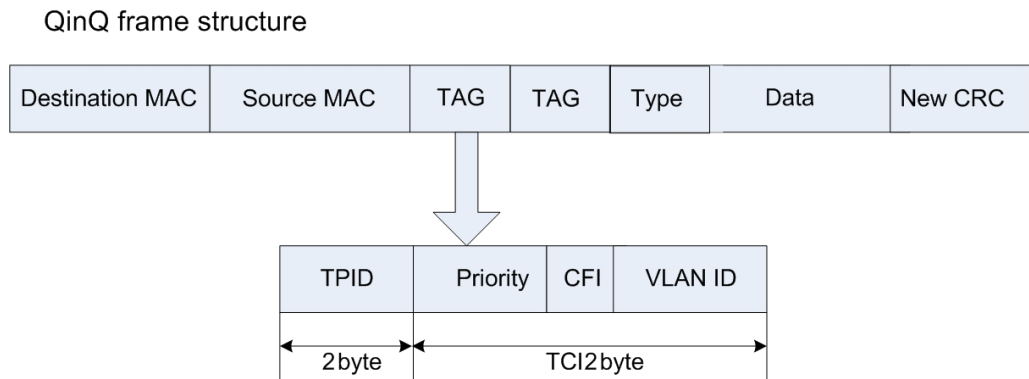 QinQ frame structure
Destination MAC Source MAC TAG TAG Type Data New CRC
TPID Priority CFI VLAN ID
2byte TCI2byte